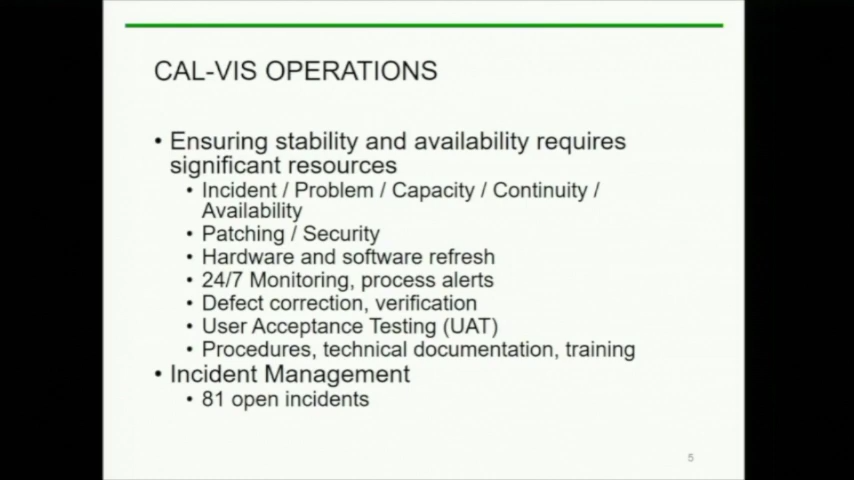 CAL-VIS OPERATIONS
• Ensuring stability and availability requires
significant resources
• Incident / Problem / Capacity / Continuity /
Availability
• Patching / Security
• Hardware and software refresh
• 24/7 Monitoring, process alerts
• Defect correction, verification
• User Acceptance Testing (UAT)
• Procedures, technical documentation, training
• Incident Management
• 81 open incidents
5